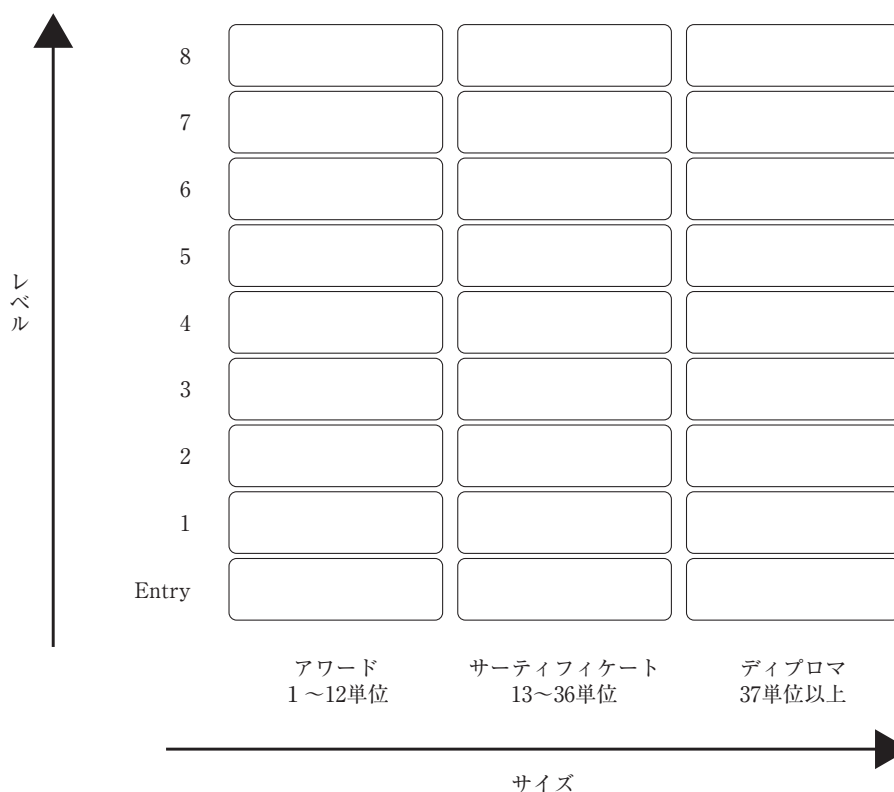 8
7
6
5
4
3
2
1
Entry
レベル
アワード
1～12単位
サーティフィケート
13～36単位
ディプロマ
37単位以上
サイズ